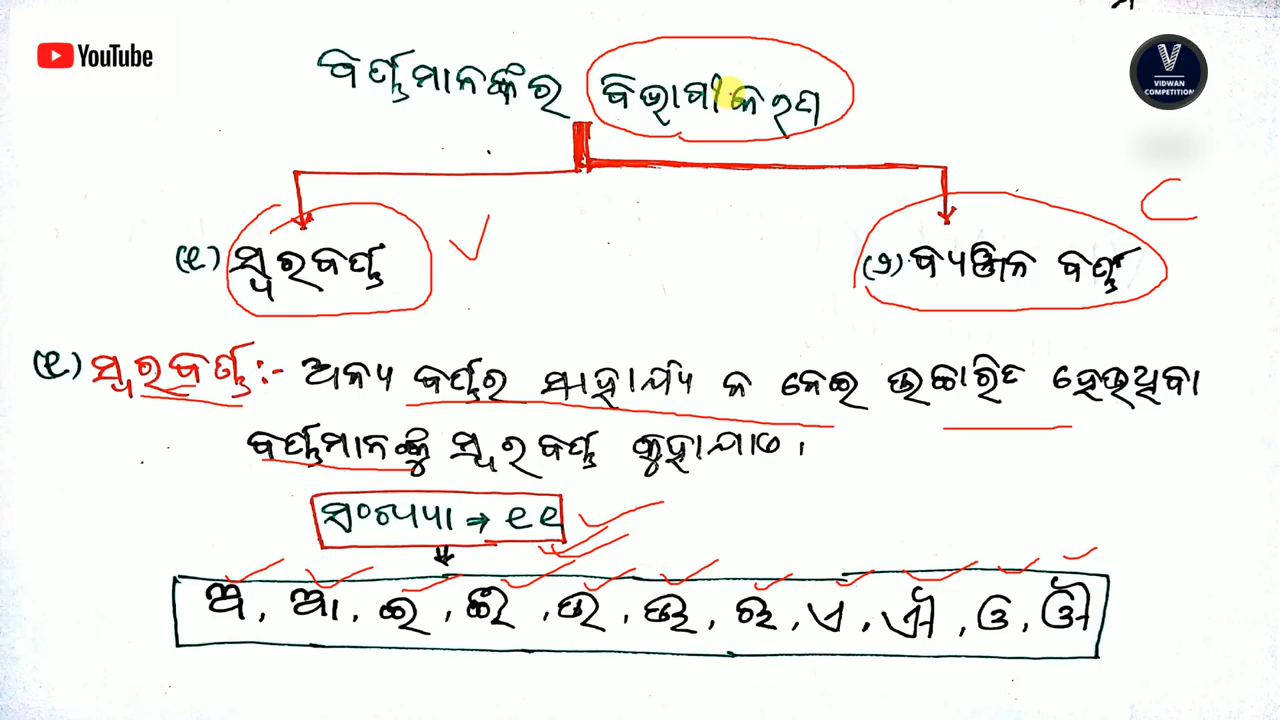 YouTube
VIDWAN
COMPETITION
ବର୍ଣ୍ଣମାନଙ୍କର ବିଭାଗୀକରଣ
(୧) ସ୍ୱରବର୍ଣ୍ଣ (୨) ବ୍ୟଞ୍ଜନ ବର୍ଣ୍ଣ
(୧) ସ୍ୱରବର୍ଣ୍ଣ :- ଅନ୍ୟ ବର୍ଣ୍ଣର ସାହାଯ୍ୟ ନ ନେଇ ଉଚ୍ଚାରିତ ହେଉଥିବା
ବର୍ଣ୍ଣମାନଙ୍କୁ ସ୍ୱରବର୍ଣ୍ଣ କୁହାଯାଏ ।
ସଂଖ୍ୟା → ୧୧
ଅ, ଆ, ଇ, ଈ, ଉ, ଊ, ଋ, ଏ, ଐ, ଓ, ଔ